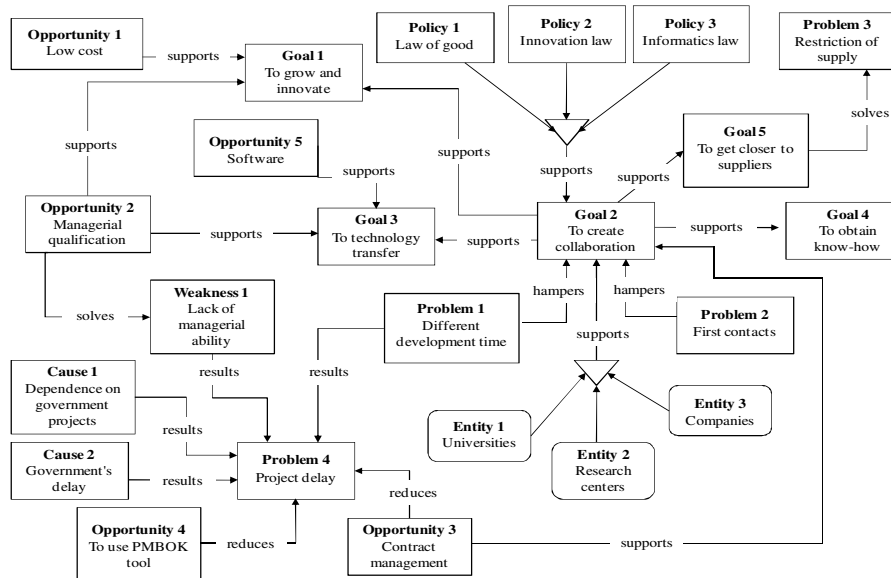 Opportunity 1
Low cost
supports
Goal 1
To grow and
innovate
Policy 1
Law of good
Policy 2
Innovation law
Policy 3
Informatics law
Problem 3
Restriction of
supply
supports
Opportunity 5
Software
supports
supports
Goal 5
To get closer to
suppliers
solves
supports
Opportunity 2
Managerial
qualification
supports
Goal 3
To technology
transfer
supports
Goal 2
To create
collaboration
supports
Goal 4
To obtain
know-how
solves
Weakness 1
Lack of
managerial
ability
Problem 1
Different
development time
hampers
supports
hampers
Problem 2
First contacts
Cause 1
Dependence on
government
projects
results
results
results
Entity 1
Universities
Entity 2
Research
centers
Entity 3
Companies
Cause 2
Government's
delay
results
Problem 4
Project delay
reduces
Opportunity 4
To use PMBOK
tool
reduces
Opportunity 3
Contract
management
supports